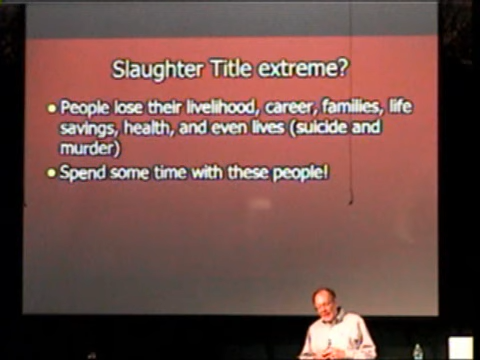 Slaughter Title extreme?
People lose their livelihood, career, families, life
savings, health, and even lives (suicide and
murder)
Spend some time with these people!